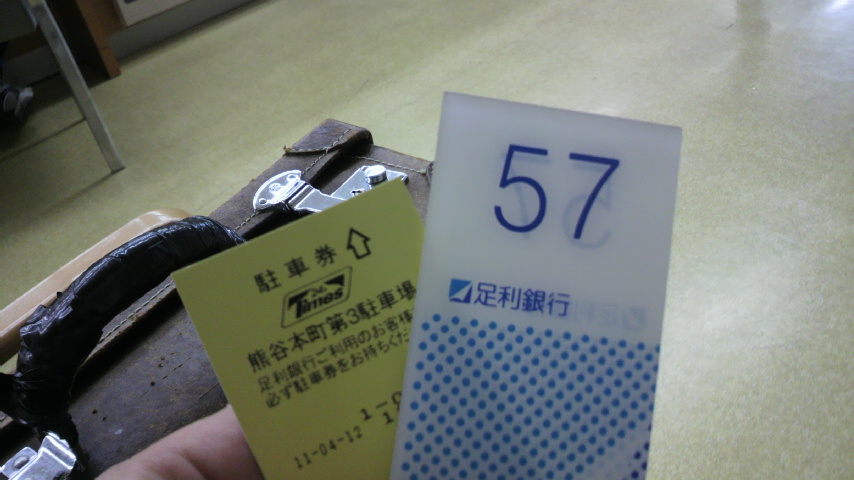 駐車券
Times
熊谷本町第3駐車場
足利銀行ご利用のお客様
必ず駐車券をお持ちくだ
11-04-12
57
足利銀行